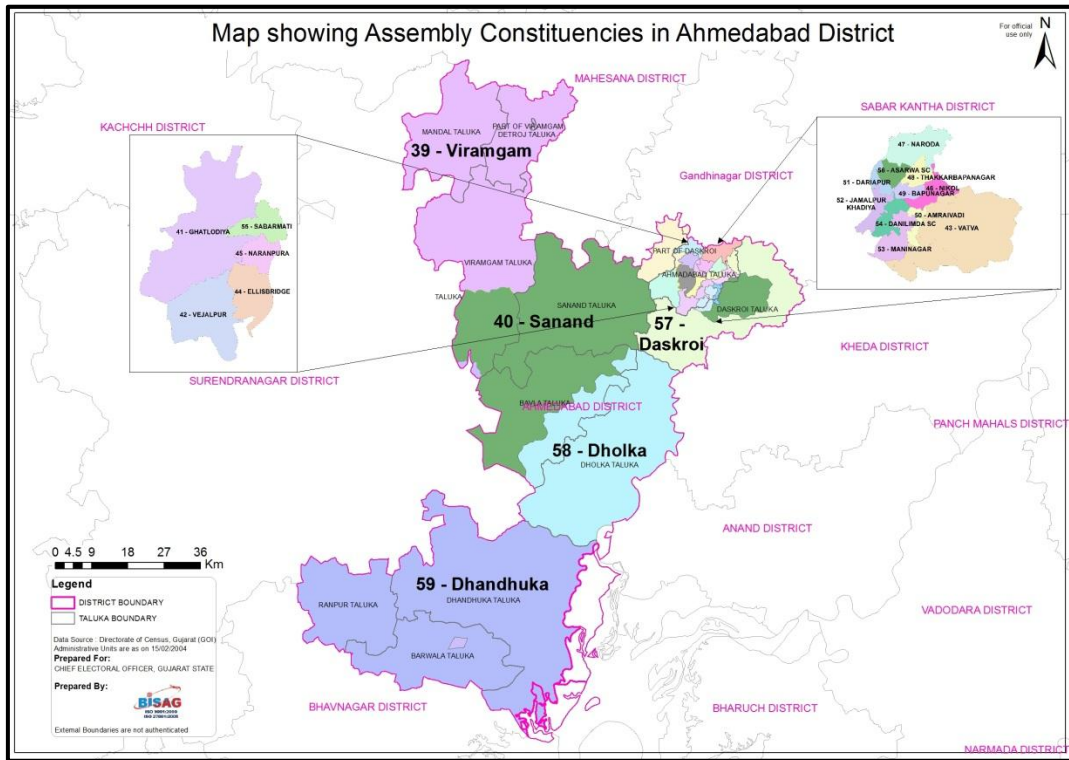 Map showing Assembly Constituencies in Ahmedabad District
For official
use only
N
MAHESANA DISTRICT
KACHCHH DISTRICT
SABAR KANTHA DISTRICT
Gandhinagar DISTRICT
MANDAL TALUKA
PART OF VIRAMGAM
DETROJ TALUKA
39 - Viramgam
VIRAMGAM TALUKA
TALUKA
41 - GHATLODIYA
55 - SABARMATI
45 - NARANPURA
44 - ELLISBRIDGE
42 - VEJALPUR
47 - NARODA
56 - ASARWA SC
48 - THAKKARBAPANAGAR
51 - DARIAPUR
46 - NIKOL
49 - BAPUNAGAR
52 - JAMALPUR
KHADIYA
50 - AMRAIVADI
54 - DANILIMDA SC
43 - VATVA
53 - MANINAGAR
PART OF DASKROI
AHMADABAD TALUKA
DASKROI TALUKA
SANAND TALUKA
40 - Sanand
57 -
Daskroi
KHEDA DISTRICT
SURENDRANAGAR DISTRICT
BAVLA TALUKA
AHMEDABAD DISTRICT
PANCH MAHALS DISTRICT
58 - Dholka
DHOLKA TALUKA
ANAND DISTRICT
0 4.5 9 18 27 36
Km
59 - Dhandhuka
DHANDHUKA TALUKA
RANPUR TALUKA
BARWALA TALUKA
VADODARA DISTRICT
BHAVNAGAR DISTRICT
BHARUCH DISTRICT
NARMADA DISTRICT
Legend
DISTRICT BOUNDARY
TALUKA BOUNDARY
Data Source : Directorate of Census, Gujarat (GOI)
Administrative Units are as on 15/02/2004
Prepared For:
CHIEF ELECTORAL OFFICER, GUJARAT STATE
Prepared By:
BISAG
External Boundaries are not authenticated